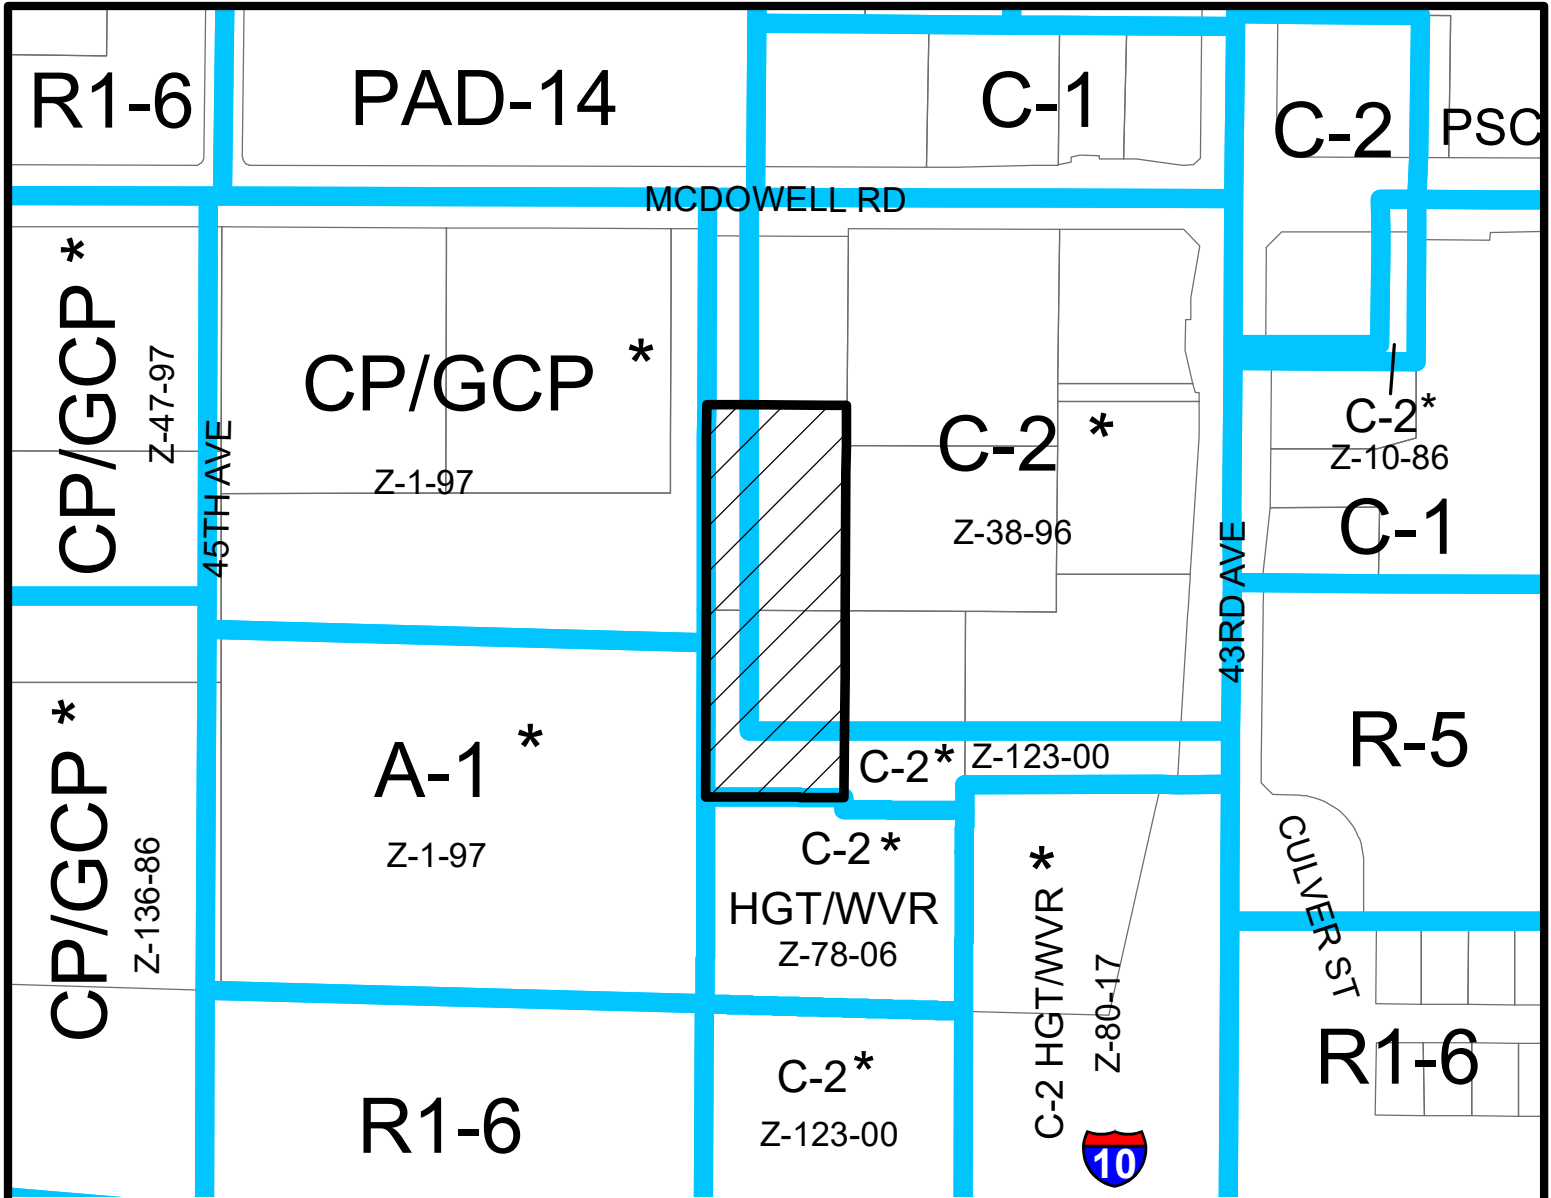 R1-6
PAD-14
C-1
C-2
PSC
MCDOWELL RD
CP/GCP *
Z-47-97
45TH AVE
CP/GCP *
Z-1-97
C-2 *
Z-38-96
43RD AVE
C-2*
Z-10-86
C-1
CP/GCP *
Z-136-86
A-1 *
Z-1-97
C-2* Z-123-00
R-5
C-2 *
HGT/WVR
Z-78-06
C-2 HGT/WVR *
Z-80-17
CULVER ST
R1-6
C-2*
Z-123-00
R1-6
10